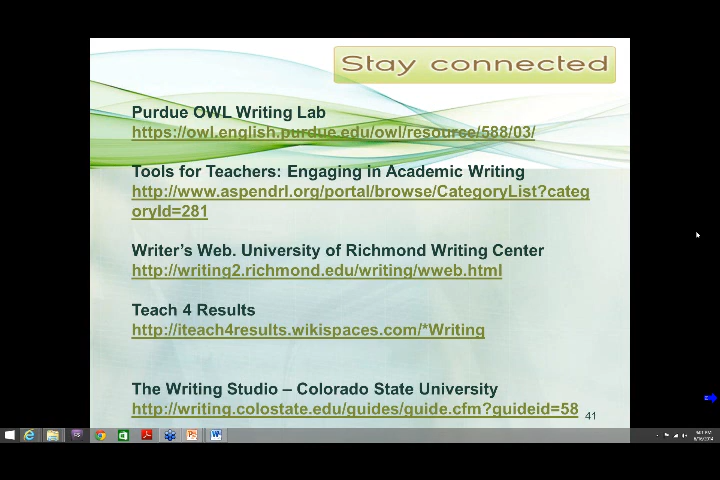 Stay connected
Purdue OWL Writing Lab
https://owl.english.purdue.edu/owl/resource/588/03/
Tools for Teachers: Engaging in Academic Writing
http://www.aspendrl.org/portal/browse/CategoryList?categ
oryId=281
Writer's Web. University of Richmond Writing Center
http://writing2.richmond.edu/writing/wweb.html
Teach 4 Results
http://iteach4results.wikispaces.com/*Writing
The Writing Studio – Colorado State University
http://writing.colostate.edu/guides/guide.cfm?guideid=58
41